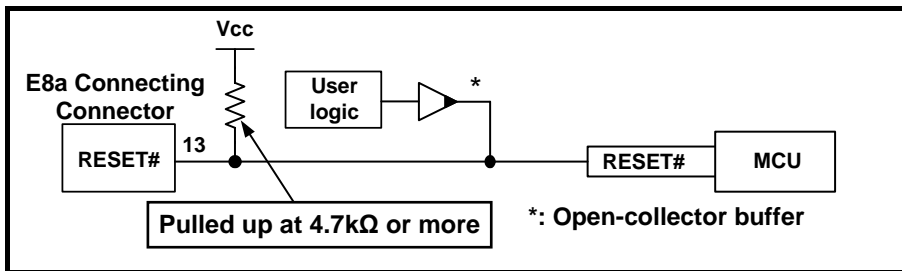 Vcc
E8a Connecting
Connector
User
logic
*
RESET#
13
RESET#
MCU
Pulled up at 4.7kΩ or more
*: Open-collector buffer